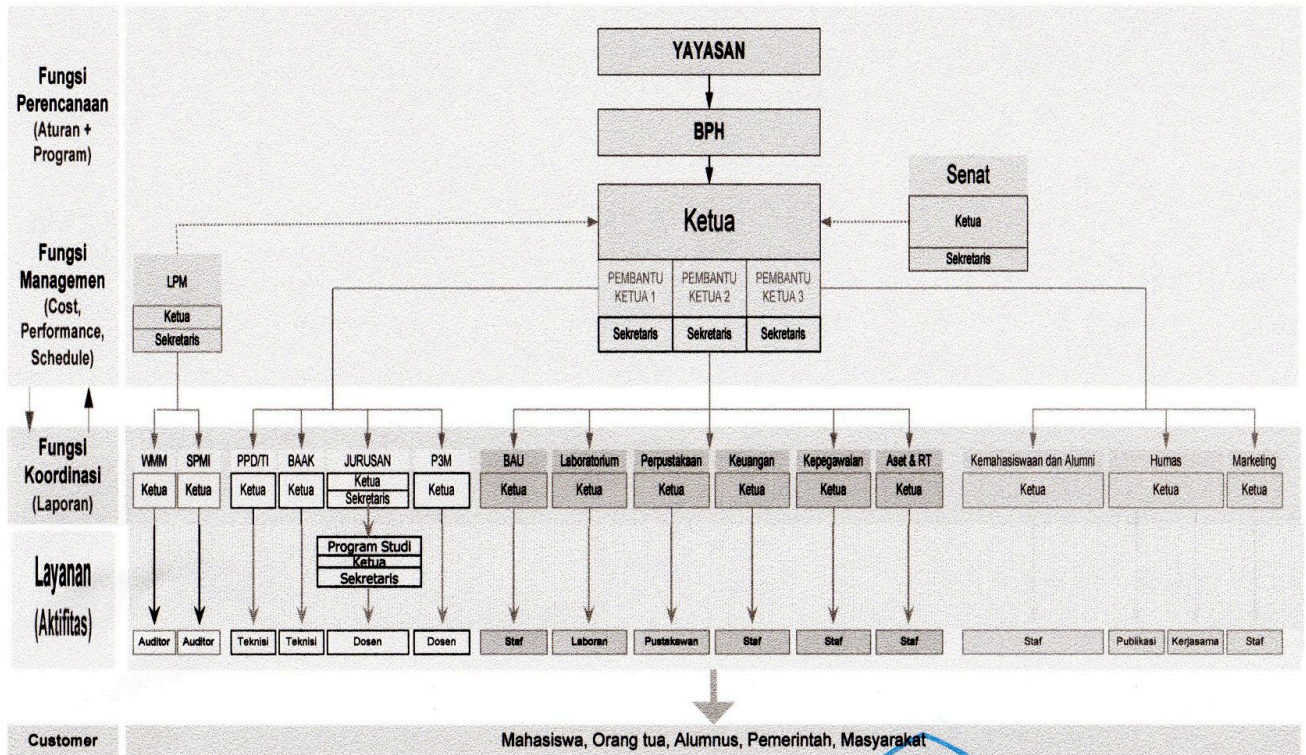 YAYASAN
Fungsi
Perencanaan
(Aturan +
Program)
BPH
Senat
Ketua
Sekretaris
Ketua
PEMBANTU KETUA 1
PEMBANTU KETUA 2
PEMBANTU KETUA 3
Sekretaris Sekretaris Sekretaris
Fungsi
Managemen
(Cost,
Performance,
Schedule)
LPM
Ketua
Sekretaris
Fungsi
Koordinasi
(Laporan)
WMM SPMI PPD/TI BAAK JURUSAN P3M BAU Laboratorium Perpustakaan Keuangan Kepegawaian Aset & RT Kemahasiswaan dan Alumni Humas Marketing
Ketua Ketua Ketua Ketua Ketua Ketua Ketua Ketua Ketua Ketua Ketua Ketua Ketua Ketua Ketua
Sekretaris
Program Studi
Ketua
Sekretaris
Layanan
(Aktifitas)
Auditor Auditor Teknisi Teknisi Dosen Dosen Staf Laboran Pustakawan Staf Staf Staf Staf Publikasi Kerjasama Staf
Customer
Mahasiswa, Orang tua, Alumnus, Pemerintah, Masyarakat